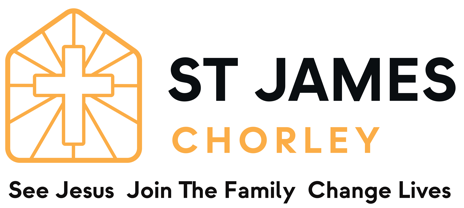 ST JAMES
CHORLEY
See Jesus  Join The Family  Change Lives